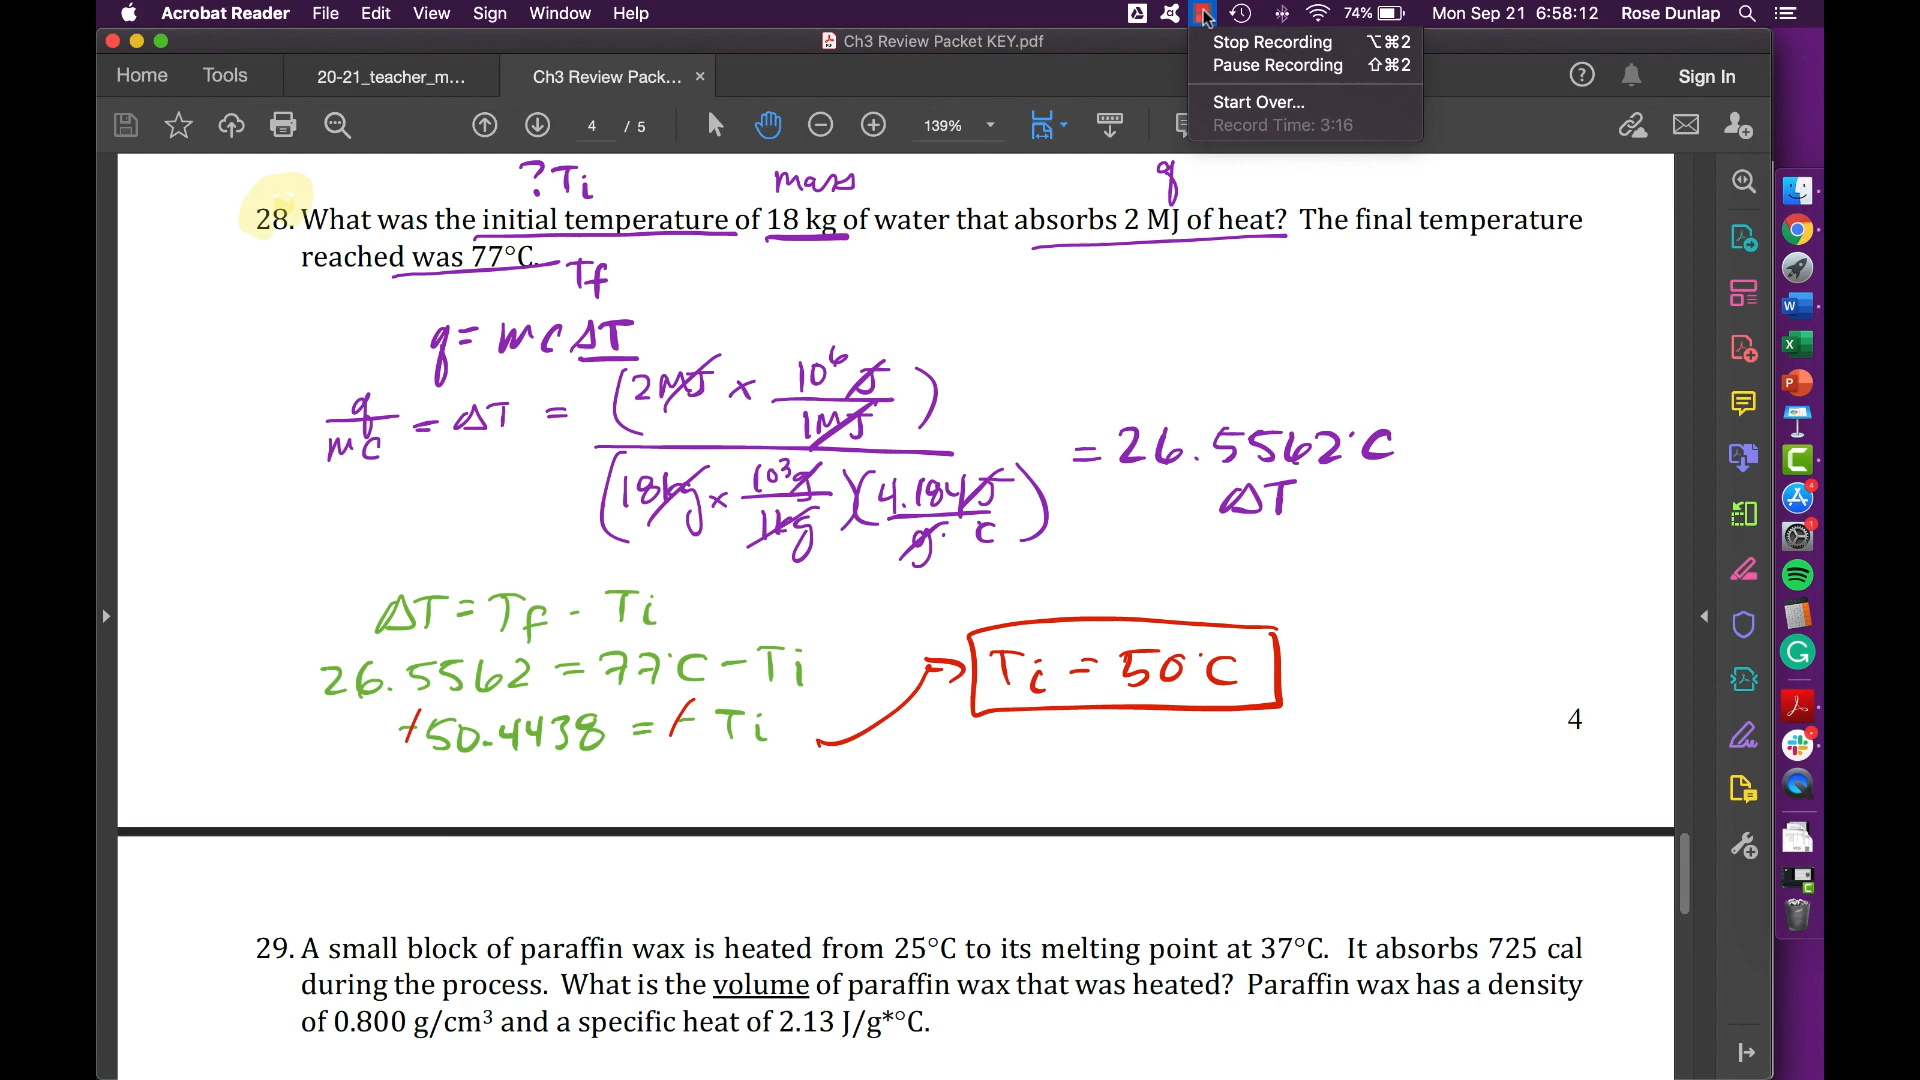 Acrobat Reader File Edit View Sign Window Help 74% Mon Sep 21 6:58:12 Rose Dunlap
Ch3 Review Packet KEY.pdf
Stop Recording ⌥⌘2
Pause Recording ⇧⌘2
Start Over...
Record Time: 3:16
Home Tools 20-21_teacher_m... Ch3 Review Pack... × Sign In
4 / 5 139%
? Ti mass q
28. What was the initial temperature of 18 kg of water that absorbs 2 MJ of heat? The final temperature
reached was 77°C.
Tf
q = mCΔT
q/mC = ΔT = (2MJ × 10⁶J/1MJ) / (18kg × 10³g/1kg)(4.184J/g·C) = 26.5562°C
ΔT
ΔT = Tf - Ti
26.5562 = 77°C - Ti
-50.4438 = - Ti
Ti = 50°C
4
29. A small block of paraffin wax is heated from 25°C to its melting point at 37°C. It absorbs 725 cal
during the process. What is the volume of paraffin wax that was heated? Paraffin wax has a density
of 0.800 g/cm³ and a specific heat of 2.13 J/g*°C.